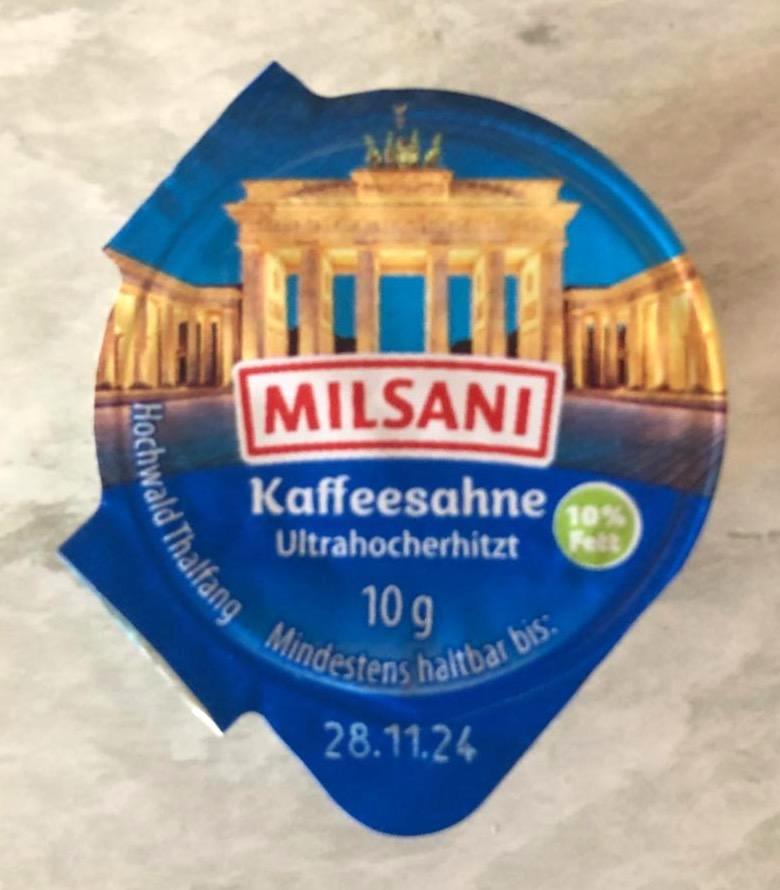 MILSANI
Kaffeesahne
Ultrahocherhitzt
10% Fett
10 g
Hochwald Thalfang
Mindestens haltbar bis:
28.11.24